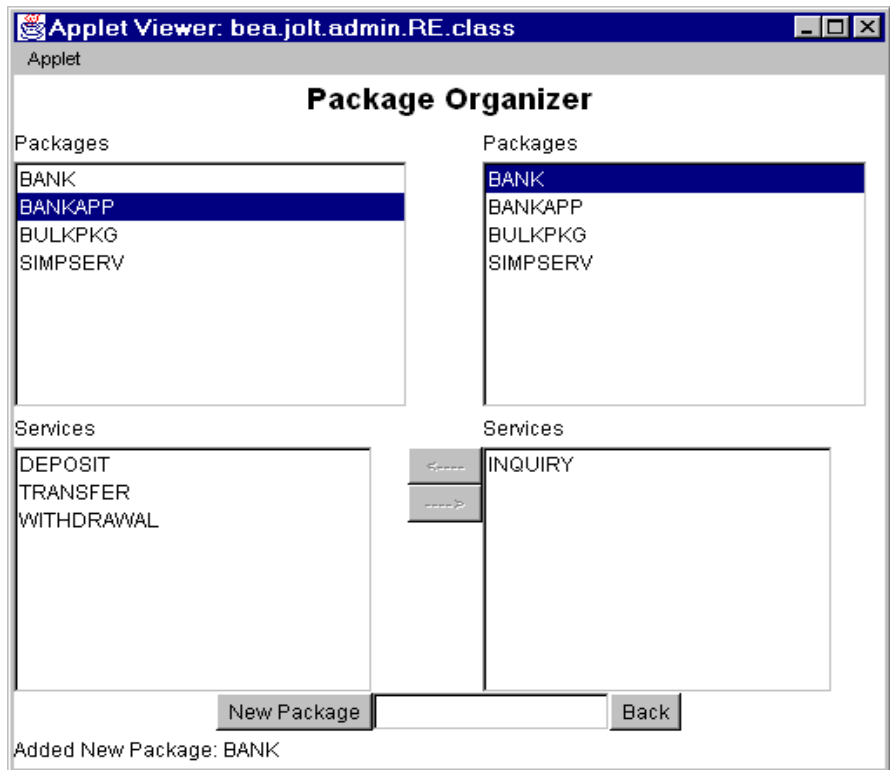 Applet Viewer: bea.jolt.admin.RE.class
Applet
Package Organizer
Packages
BANK
BANKAPP
BULKPKG
SIMPSERV
Packages
BANK
BANKAPP
BULKPKG
SIMPSERV
Services
DEPOSIT
TRANSFER
WITHDRAWAL
<----
---->
Services
INQUIRY
New Package
Back
Added New Package: BANK